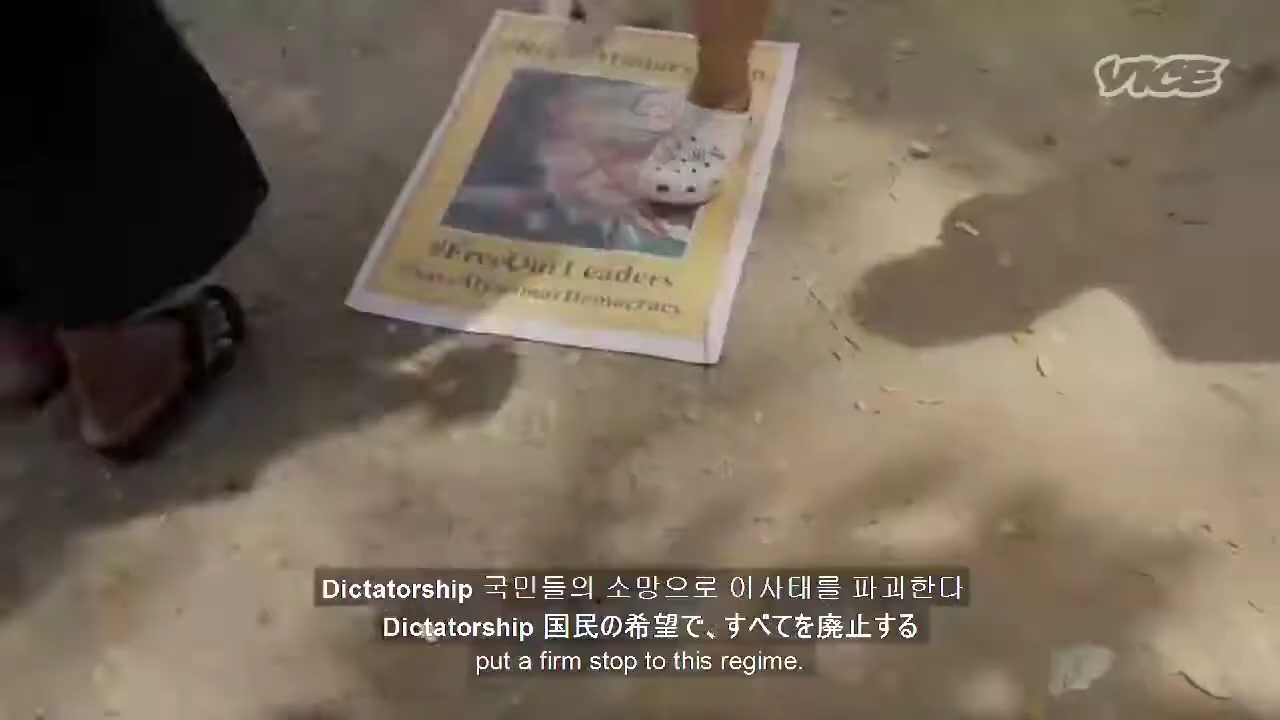 VICE
#FreeOurLeaders
Dictatorship 국민들의 소망으로 이사태를 파괴한다
Dictatorship 国民の希望で、すべてを廃止する
put a firm stop to this regime.